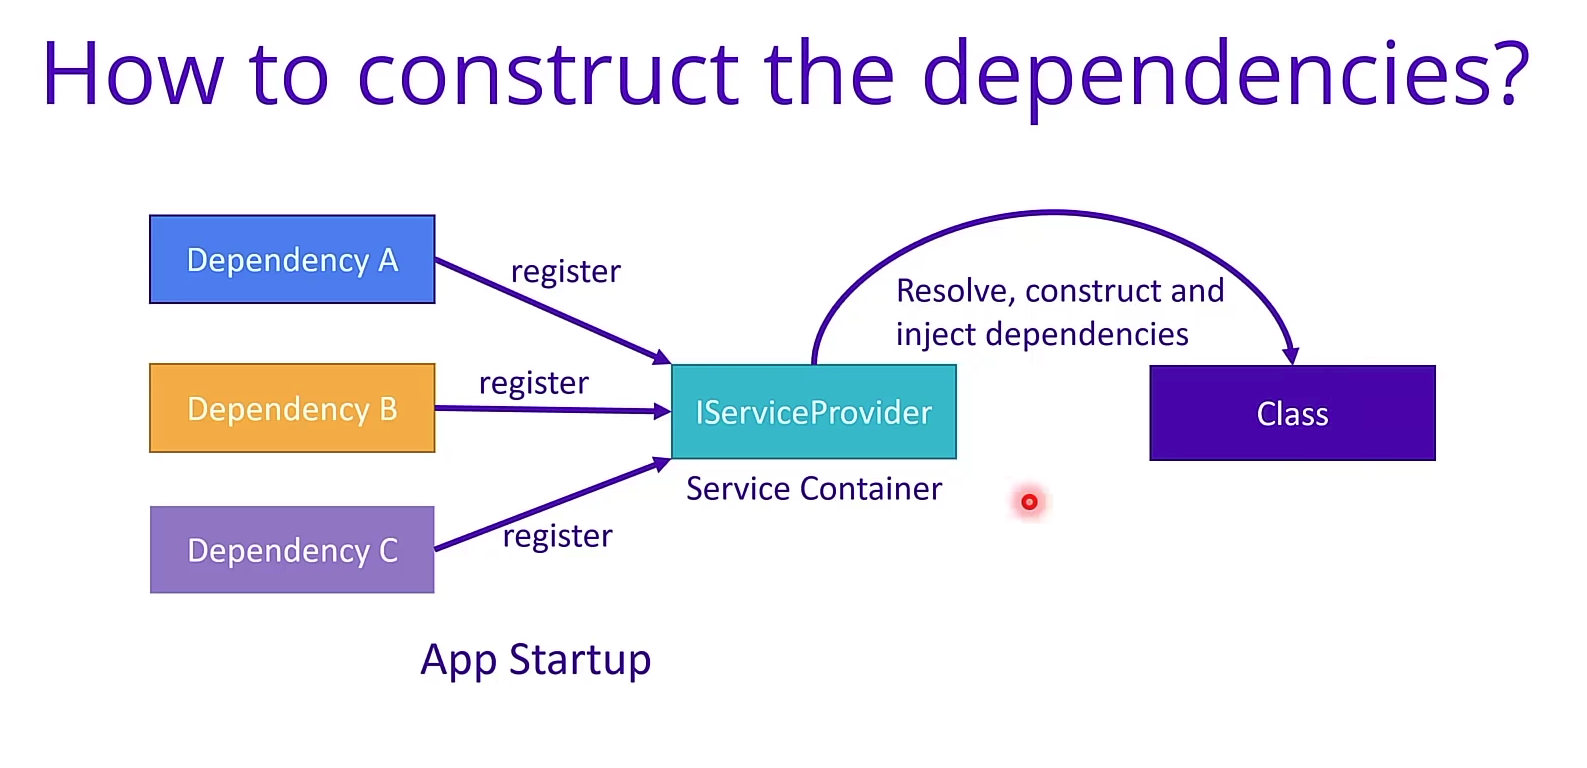 How to construct the dependencies?
Dependency A
register
Resolve, construct and
inject dependencies
Dependency B
register
IServiceProvider
Class
Service Container
Dependency C
register
App Startup